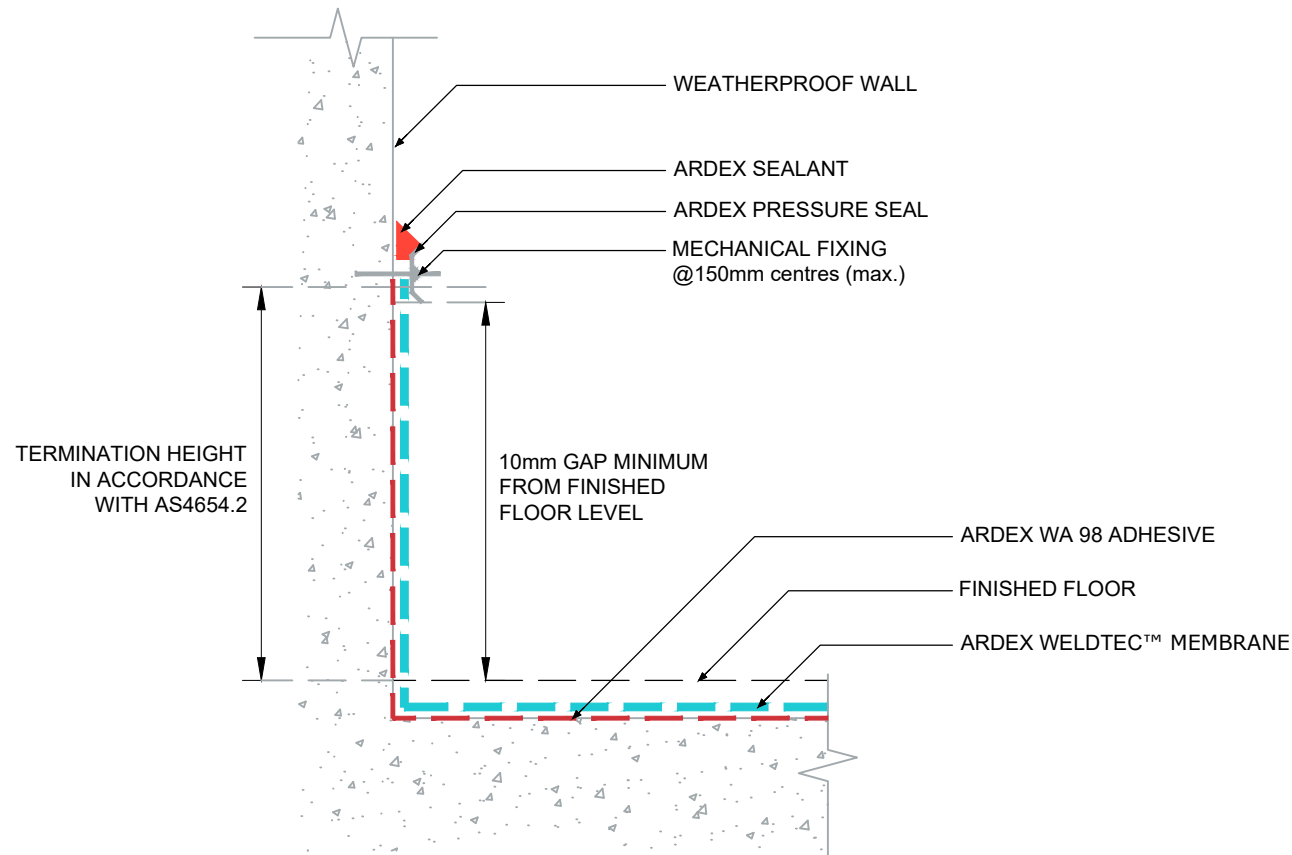 WEATHERPROOF WALL
ARDEX SEALANT
ARDEX PRESSURE SEAL
MECHANICAL FIXING
@150mm centres (max.)
TERMINATION HEIGHT
IN ACCORDANCE
WITH AS4654.2
10mm GAP MINIMUM
FROM FINISHED
FLOOR LEVEL
ARDEX WA 98 ADHESIVE
FINISHED FLOOR
ARDEX WELDTEC™ MEMBRANE